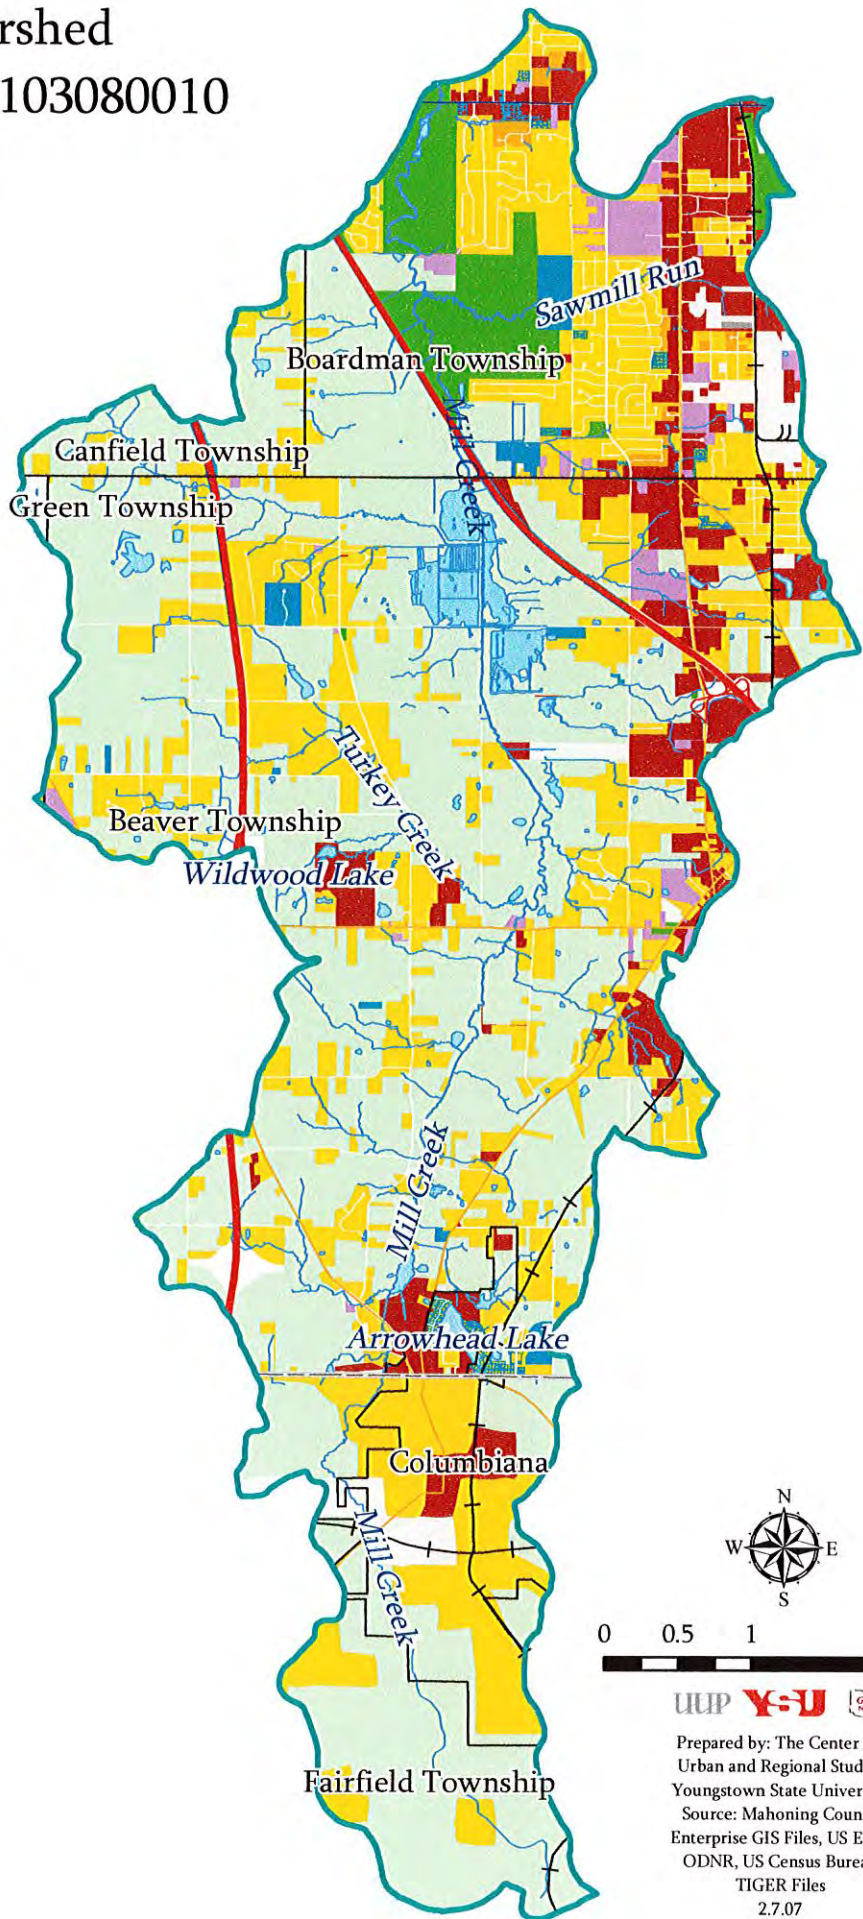 rshed
103080010
Sawmill Run
Boardman Township
Mill Creek
Canfield Township
Green Township
Turkey Creek
Beaver Township
Wildwood Lake
Mill Creek
Arrowhead Lake
Columbiana
Mill Creek
N
W E
S
0 0.5 1
UUP YSU
Prepared by: The Center
Urban and Regional Stud
Youngstown State Univer
Source: Mahoning Coun
Enterprise GIS Files, US E
ODNR, US Census Burea
TIGER Files
2.7.07
Fairfield Township